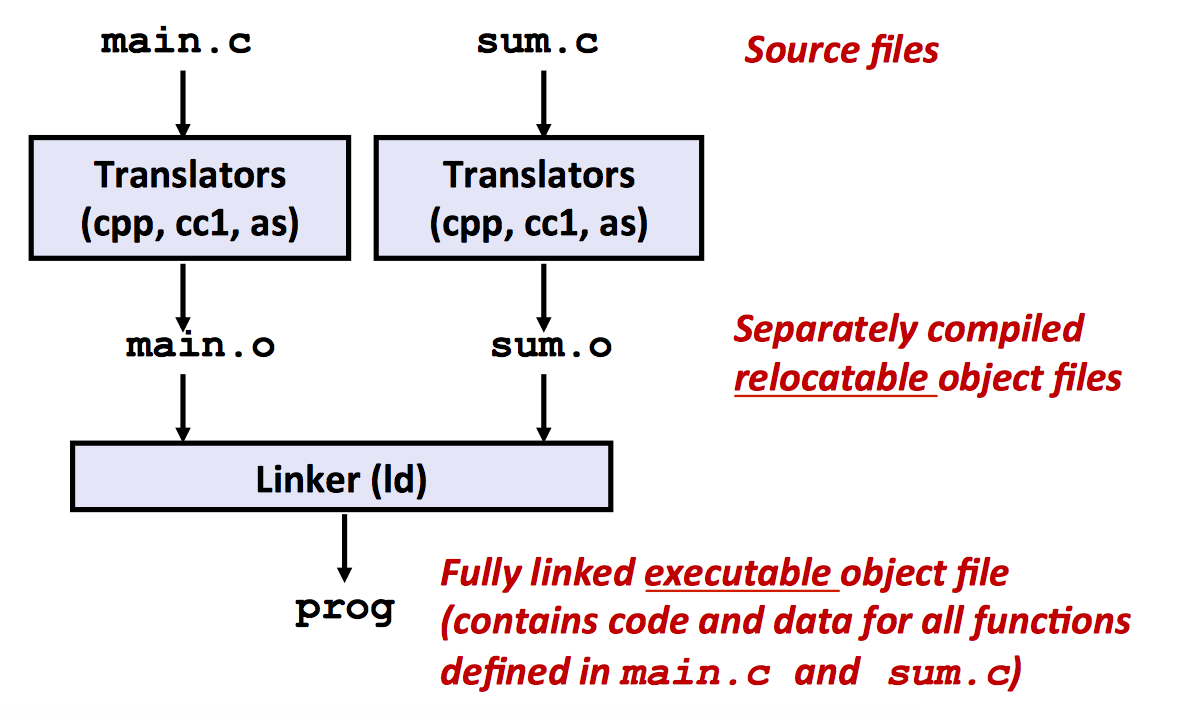 main.c
sum.c
Source files
Translators
(cpp, cc1, as)
Translators
(cpp, cc1, as)
main.o
sum.o
Separately compiled
relocatable object files
Linker (ld)
prog
Fully linked executable object file
(contains code and data for all functions
defined in main.c and sum.c)